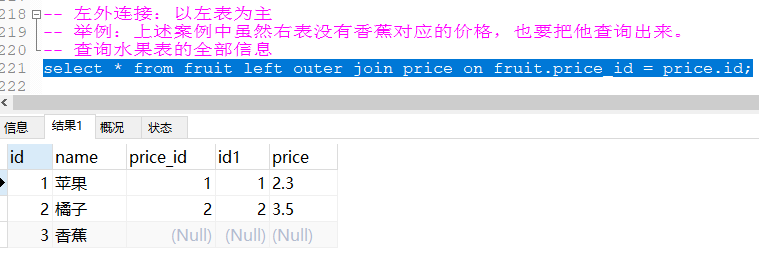 218 -- 左外连接：以左表为主
219 -- 举例：上述案例中虽然右表没有香蕉对应的价格，也要把他查询出来。
220 -- 查询水果表的全部信息
221 select * from fruit left outer join price on fruit.price_id = price.id;
222
信息 结果1 概况 状态
id name price_id id1 price
1 苹果 1 1 2.3
2 橘子 2 2 3.5
3 香蕉 (Null) (Null) (Null)